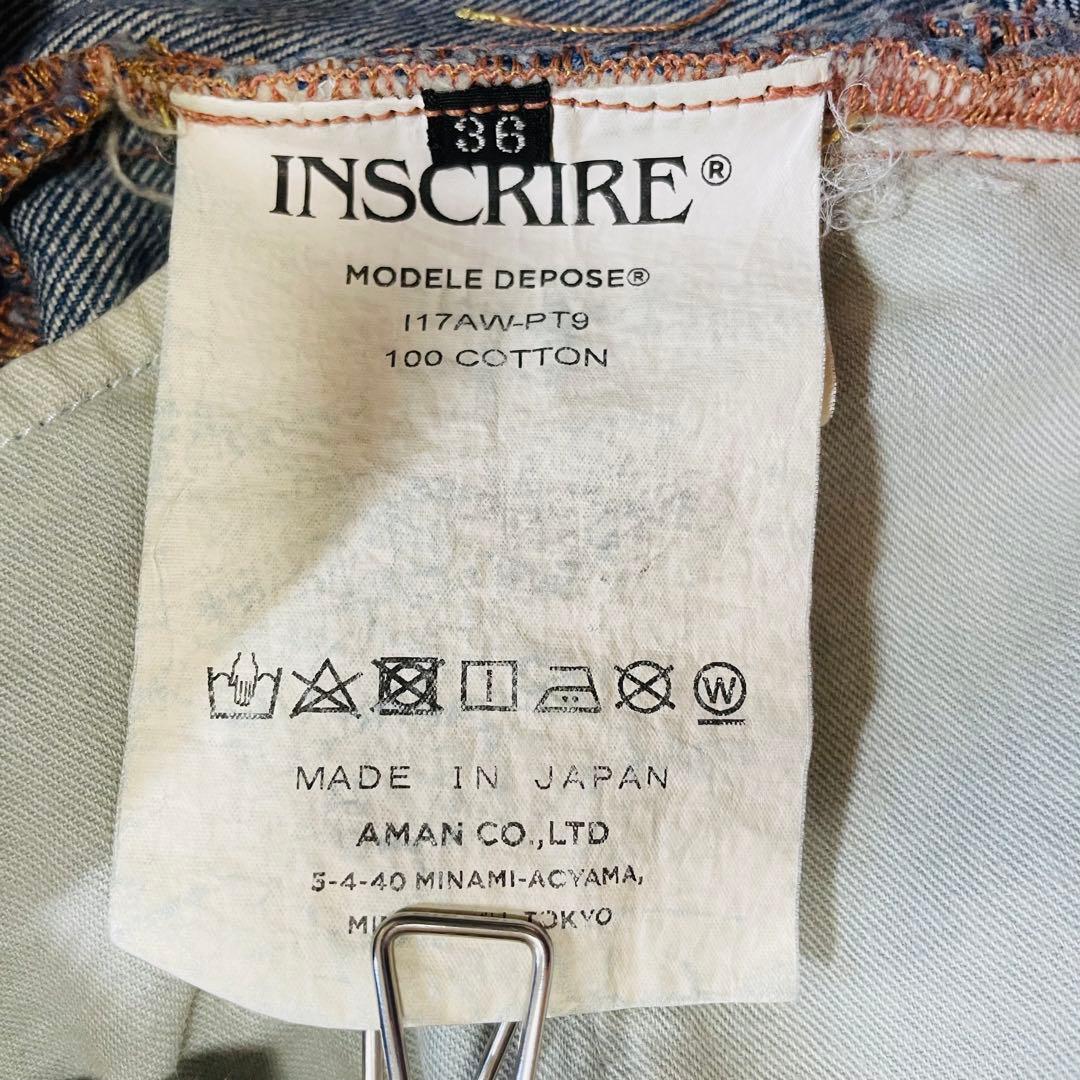 36
INSCRIRE®
MODELE DEPOSE®
I17AW-PT9
100 COTTON
W
MADE IN JAPAN
AMAN CO.,LTD
5-4-40 MINAMI-AOYAMA,
TOKYO